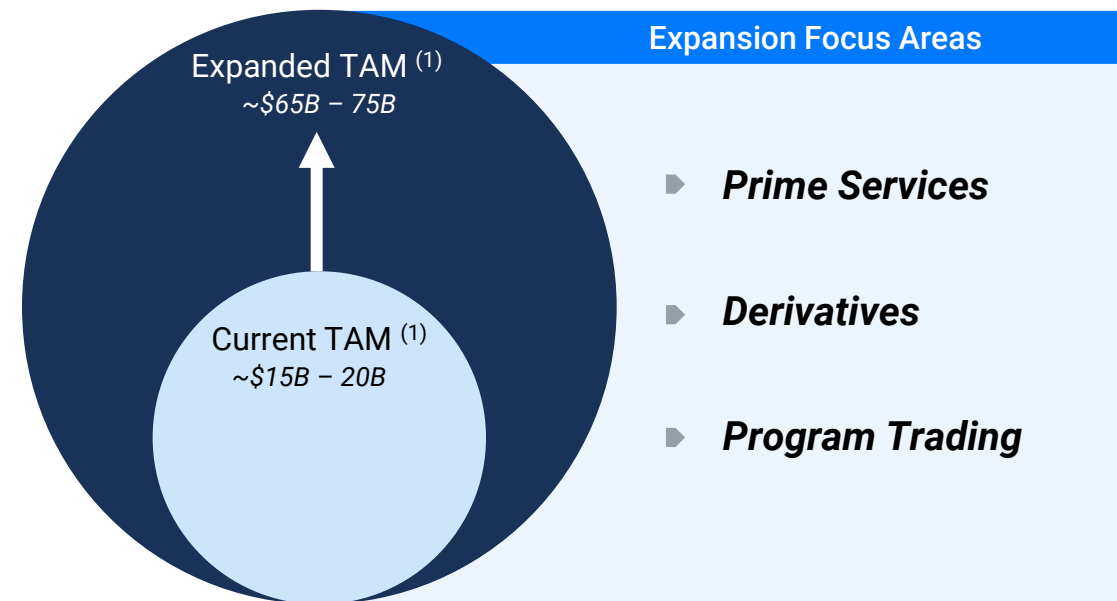 Expansion Focus Areas
Expanded TAM (1)
~$65B – 75B
Current TAM (1)
~$15B – 20B
Prime Services
Derivatives
Program Trading